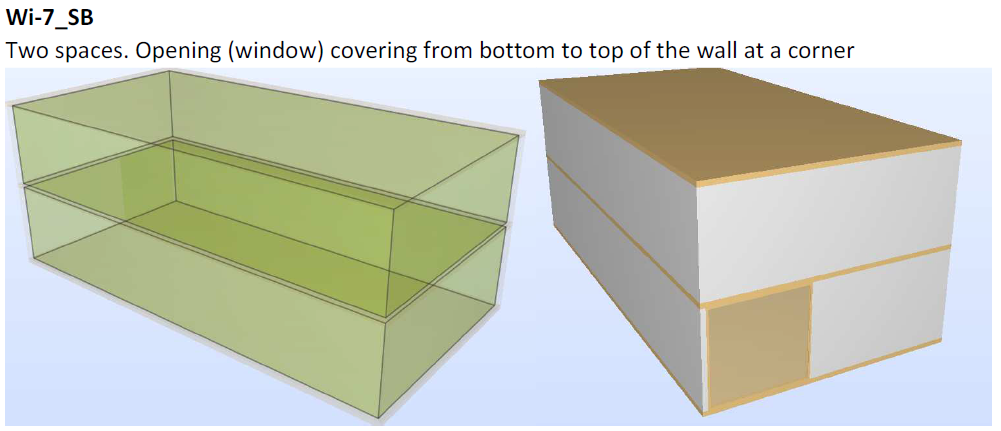 Wi-7_SB
Two spaces. Opening (window) covering from bottom to top of the wall at a corner